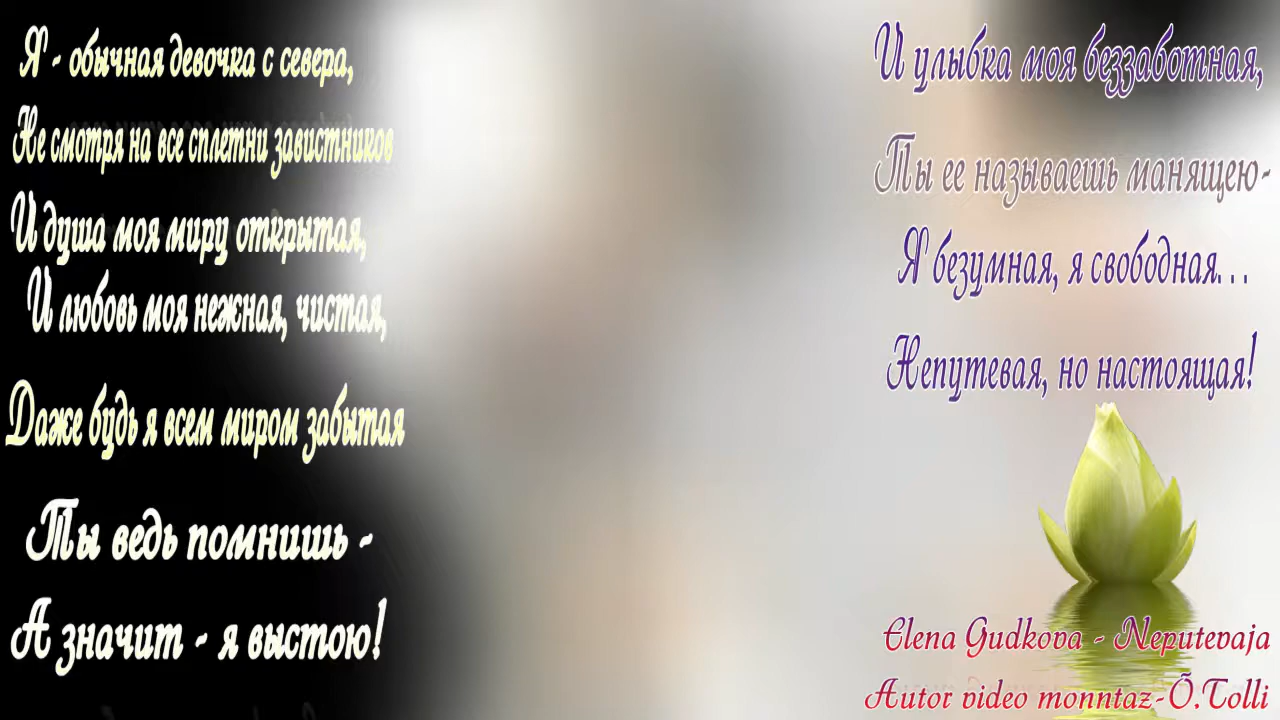 Я - обычная девочка с севера,
Не смотря на все сплетни завистников
И душа моя миру открытая,
И любовь моя нежная, чистая,
Даже будь я всем миром забытая
Ты ведь помнишь -
А значит - я выстою!
И улыбка моя беззаботная,
Ты ее называешь манящею-
Я безумная, я свободная...
Непутевая, но настоящая!
Elena Gudkova - Neputevaja
Autor video monntaz-Õ.Tolli